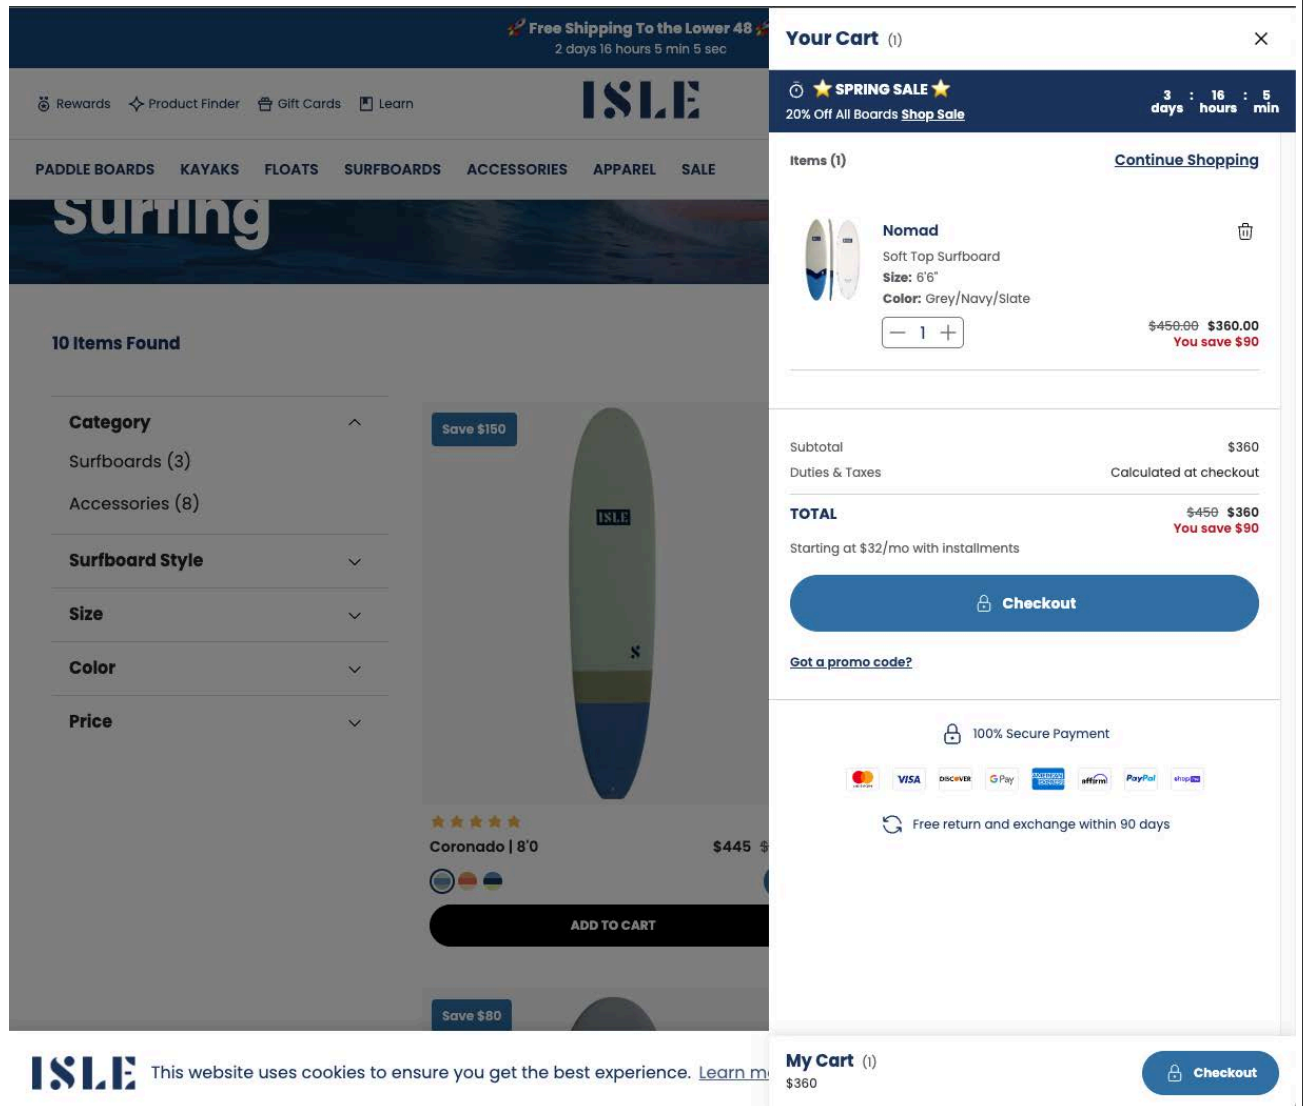 🚀 Free Shipping To the Lower 48 🚀
2 days 16 hours 5 min 5 sec
Rewards
Product Finder
Gift Cards
Learn
ISLE
PADDLE BOARDS KAYAKS FLOATS SURFBOARDS ACCESSORIES APPAREL SALE
Surfing
10 Items Found
Category
Surfboards (3)
Accessories (8)
Surfboard Style
Size
Color
Price
Save $150
ISLE
Coronado | 8'0
$445
ADD TO CART
Save $80
ISLE
This website uses cookies to ensure you get the best experience. Learn
Your Cart (1)
⭐ SPRING SALE ⭐
20% Off All Boards Shop Sale
3 : 16 : 5
days hours min
Items (1)
Continue Shopping
Nomad
Soft Top Surfboard
Size: 6'6"
Color: Grey/Navy/Slate
1
$450.00 $360.00
You save $90
Subtotal $360
Duties & Taxes Calculated at checkout
TOTAL $450 $360
You save $90
Starting at $32/mo with installments
Checkout
Got a promo code?
100% Secure Payment
VISA DISCOVER G Pay AMERICAN EXPRESS affirm PayPal shop
Free return and exchange within 90 days
My Cart (1)
$360
Checkout